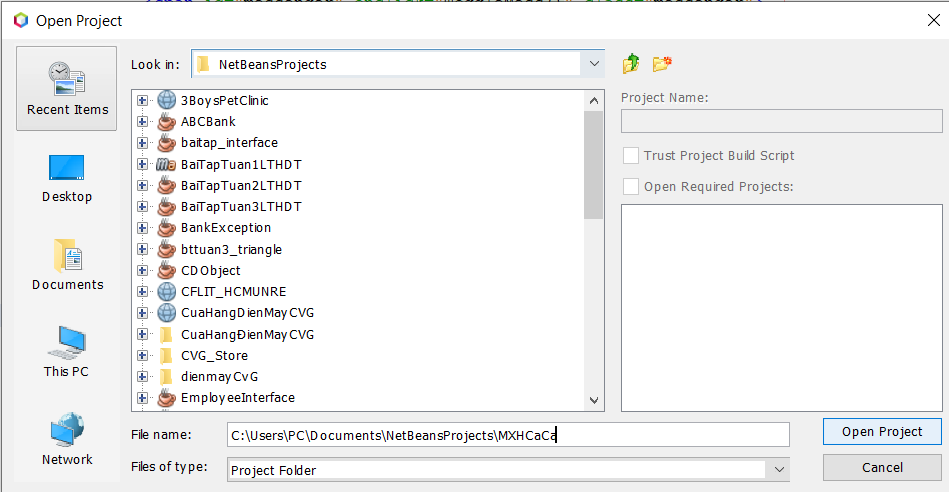 Open Project
Look in:
NetBeansProjects
Recent Items
Desktop
Documents
This PC
Network
3BoysPetClinic
ABCBank
baitap_interface
BaiTapTuan1LTHDT
BaiTapTuan2LTHDT
BaiTapTuan3LTHDT
BankException
bttuan3_triangle
CDObject
CFLIT_HCMUNRE
CuaHangDienMayCVG
CuaHangĐienMayCVG
CVG_Store
dienmayCvG
EmployeeInterface
Project Name:
Trust Project Build Script
Open Required Projects:
File name:
C:\Users\PC\Documents\NetBeansProjects\MXHCaCa
Open Project
Files of type:
Project Folder
Cancel